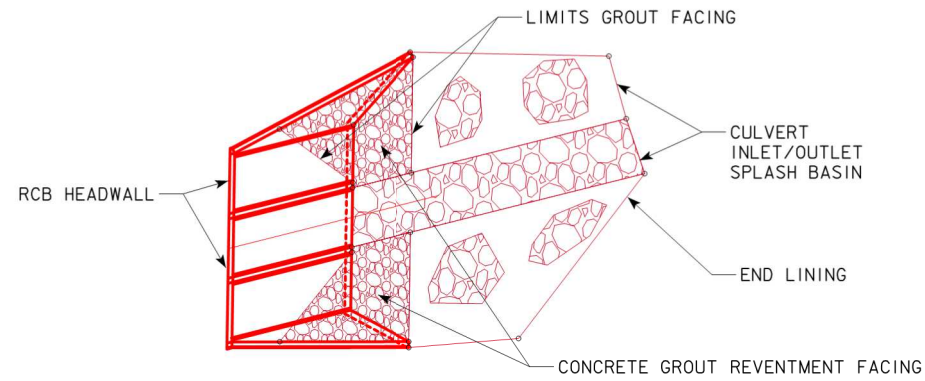 LIMITS GROUT FACING
CULVERT
INLET/OUTLET
SPLASH BASIN
RCB HEADWALL
END LINING
CONCRETE GROUT REVENTMENT FACING